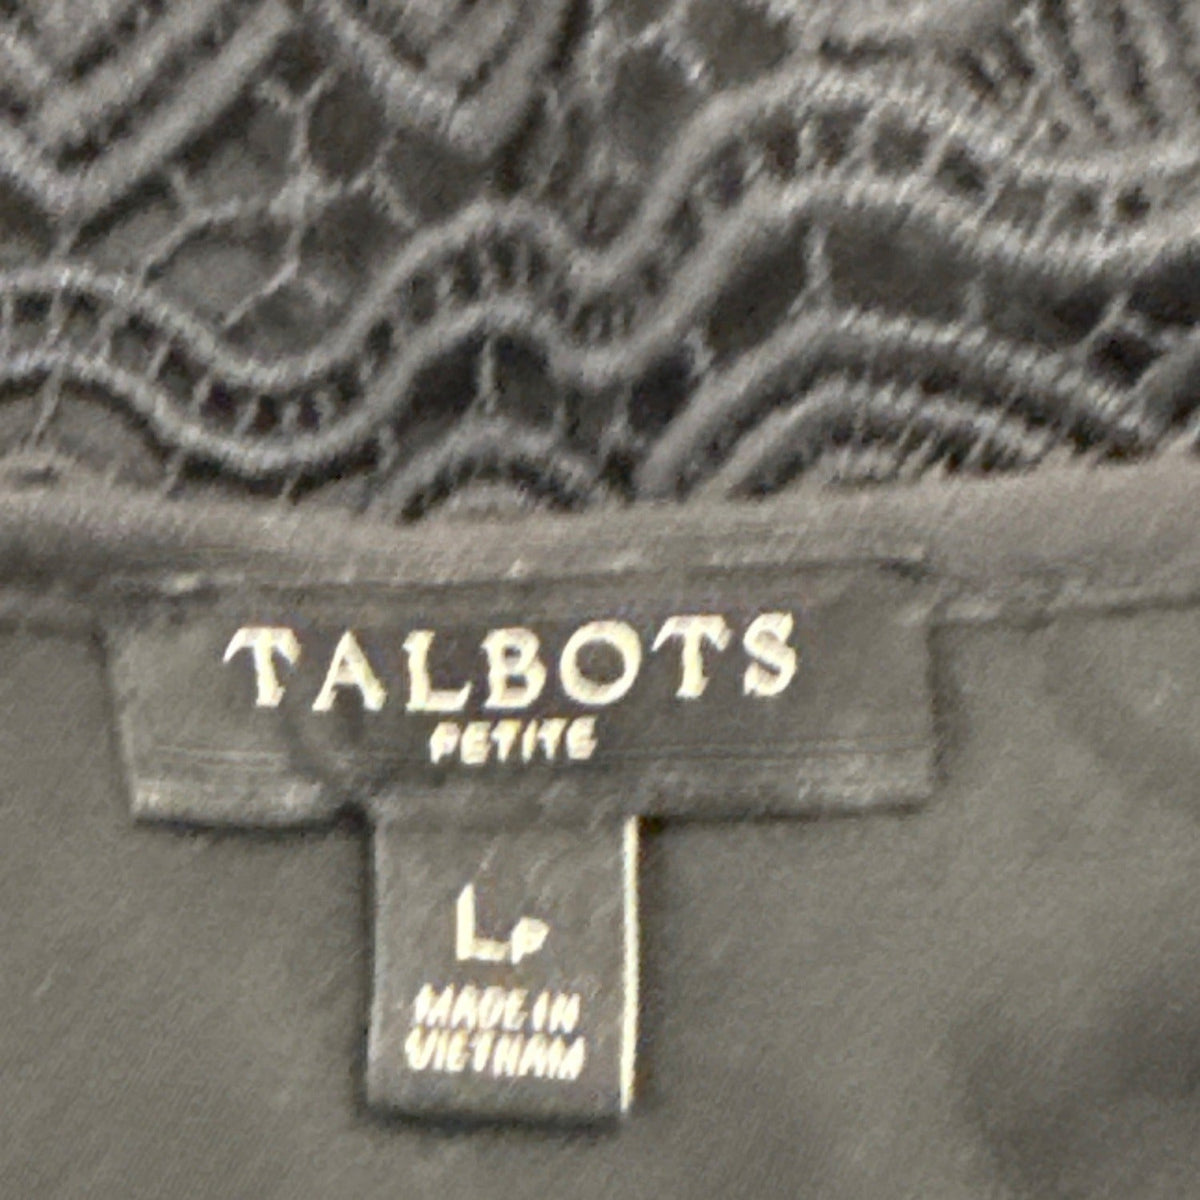 TALBOTS
PETITE
LP
MADE IN
VIETNAM